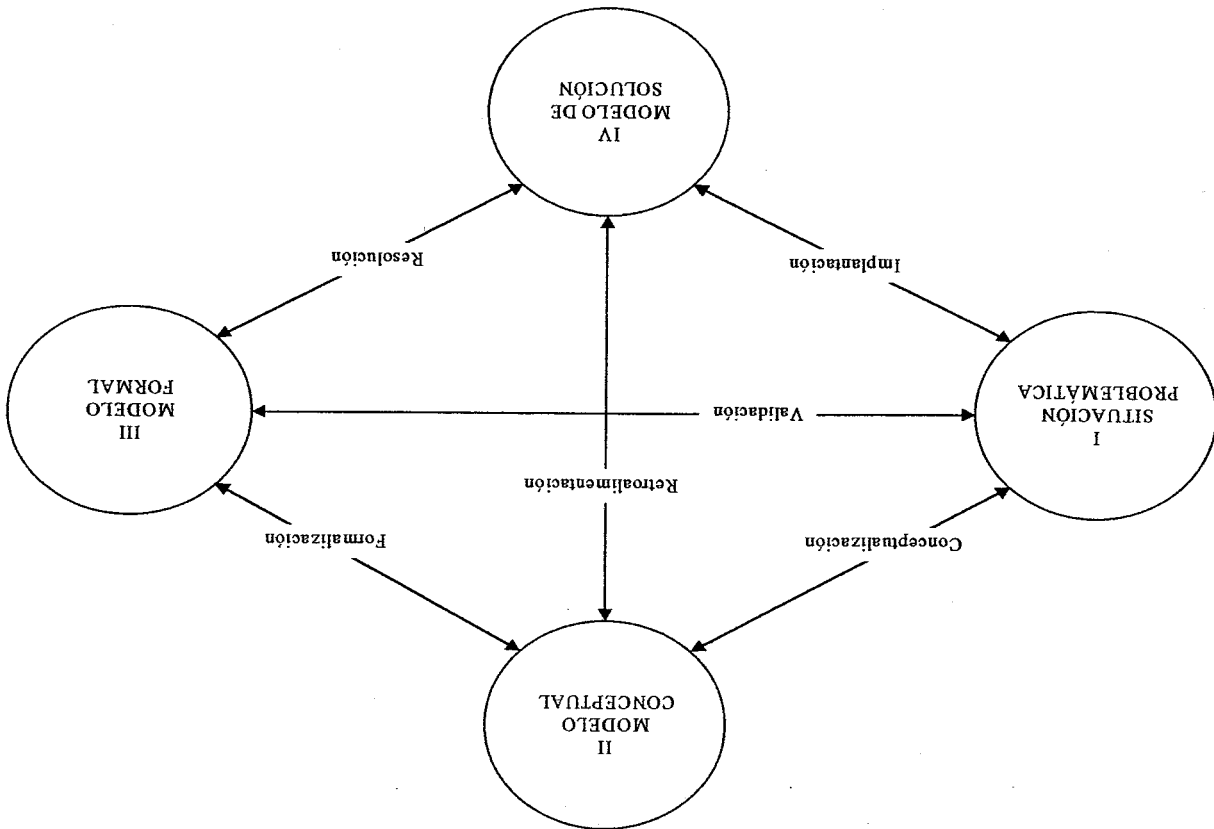 II
MODELO
CONCEPTUAL
Conceptualización
Formalización
Retroalimentación
I
SITUACIÓN
PROBLEMÁTICA
Validación
III
MODELO
FORMAL
Implantación
Resolución
IV
MODELO DE
SOLUCIÓN